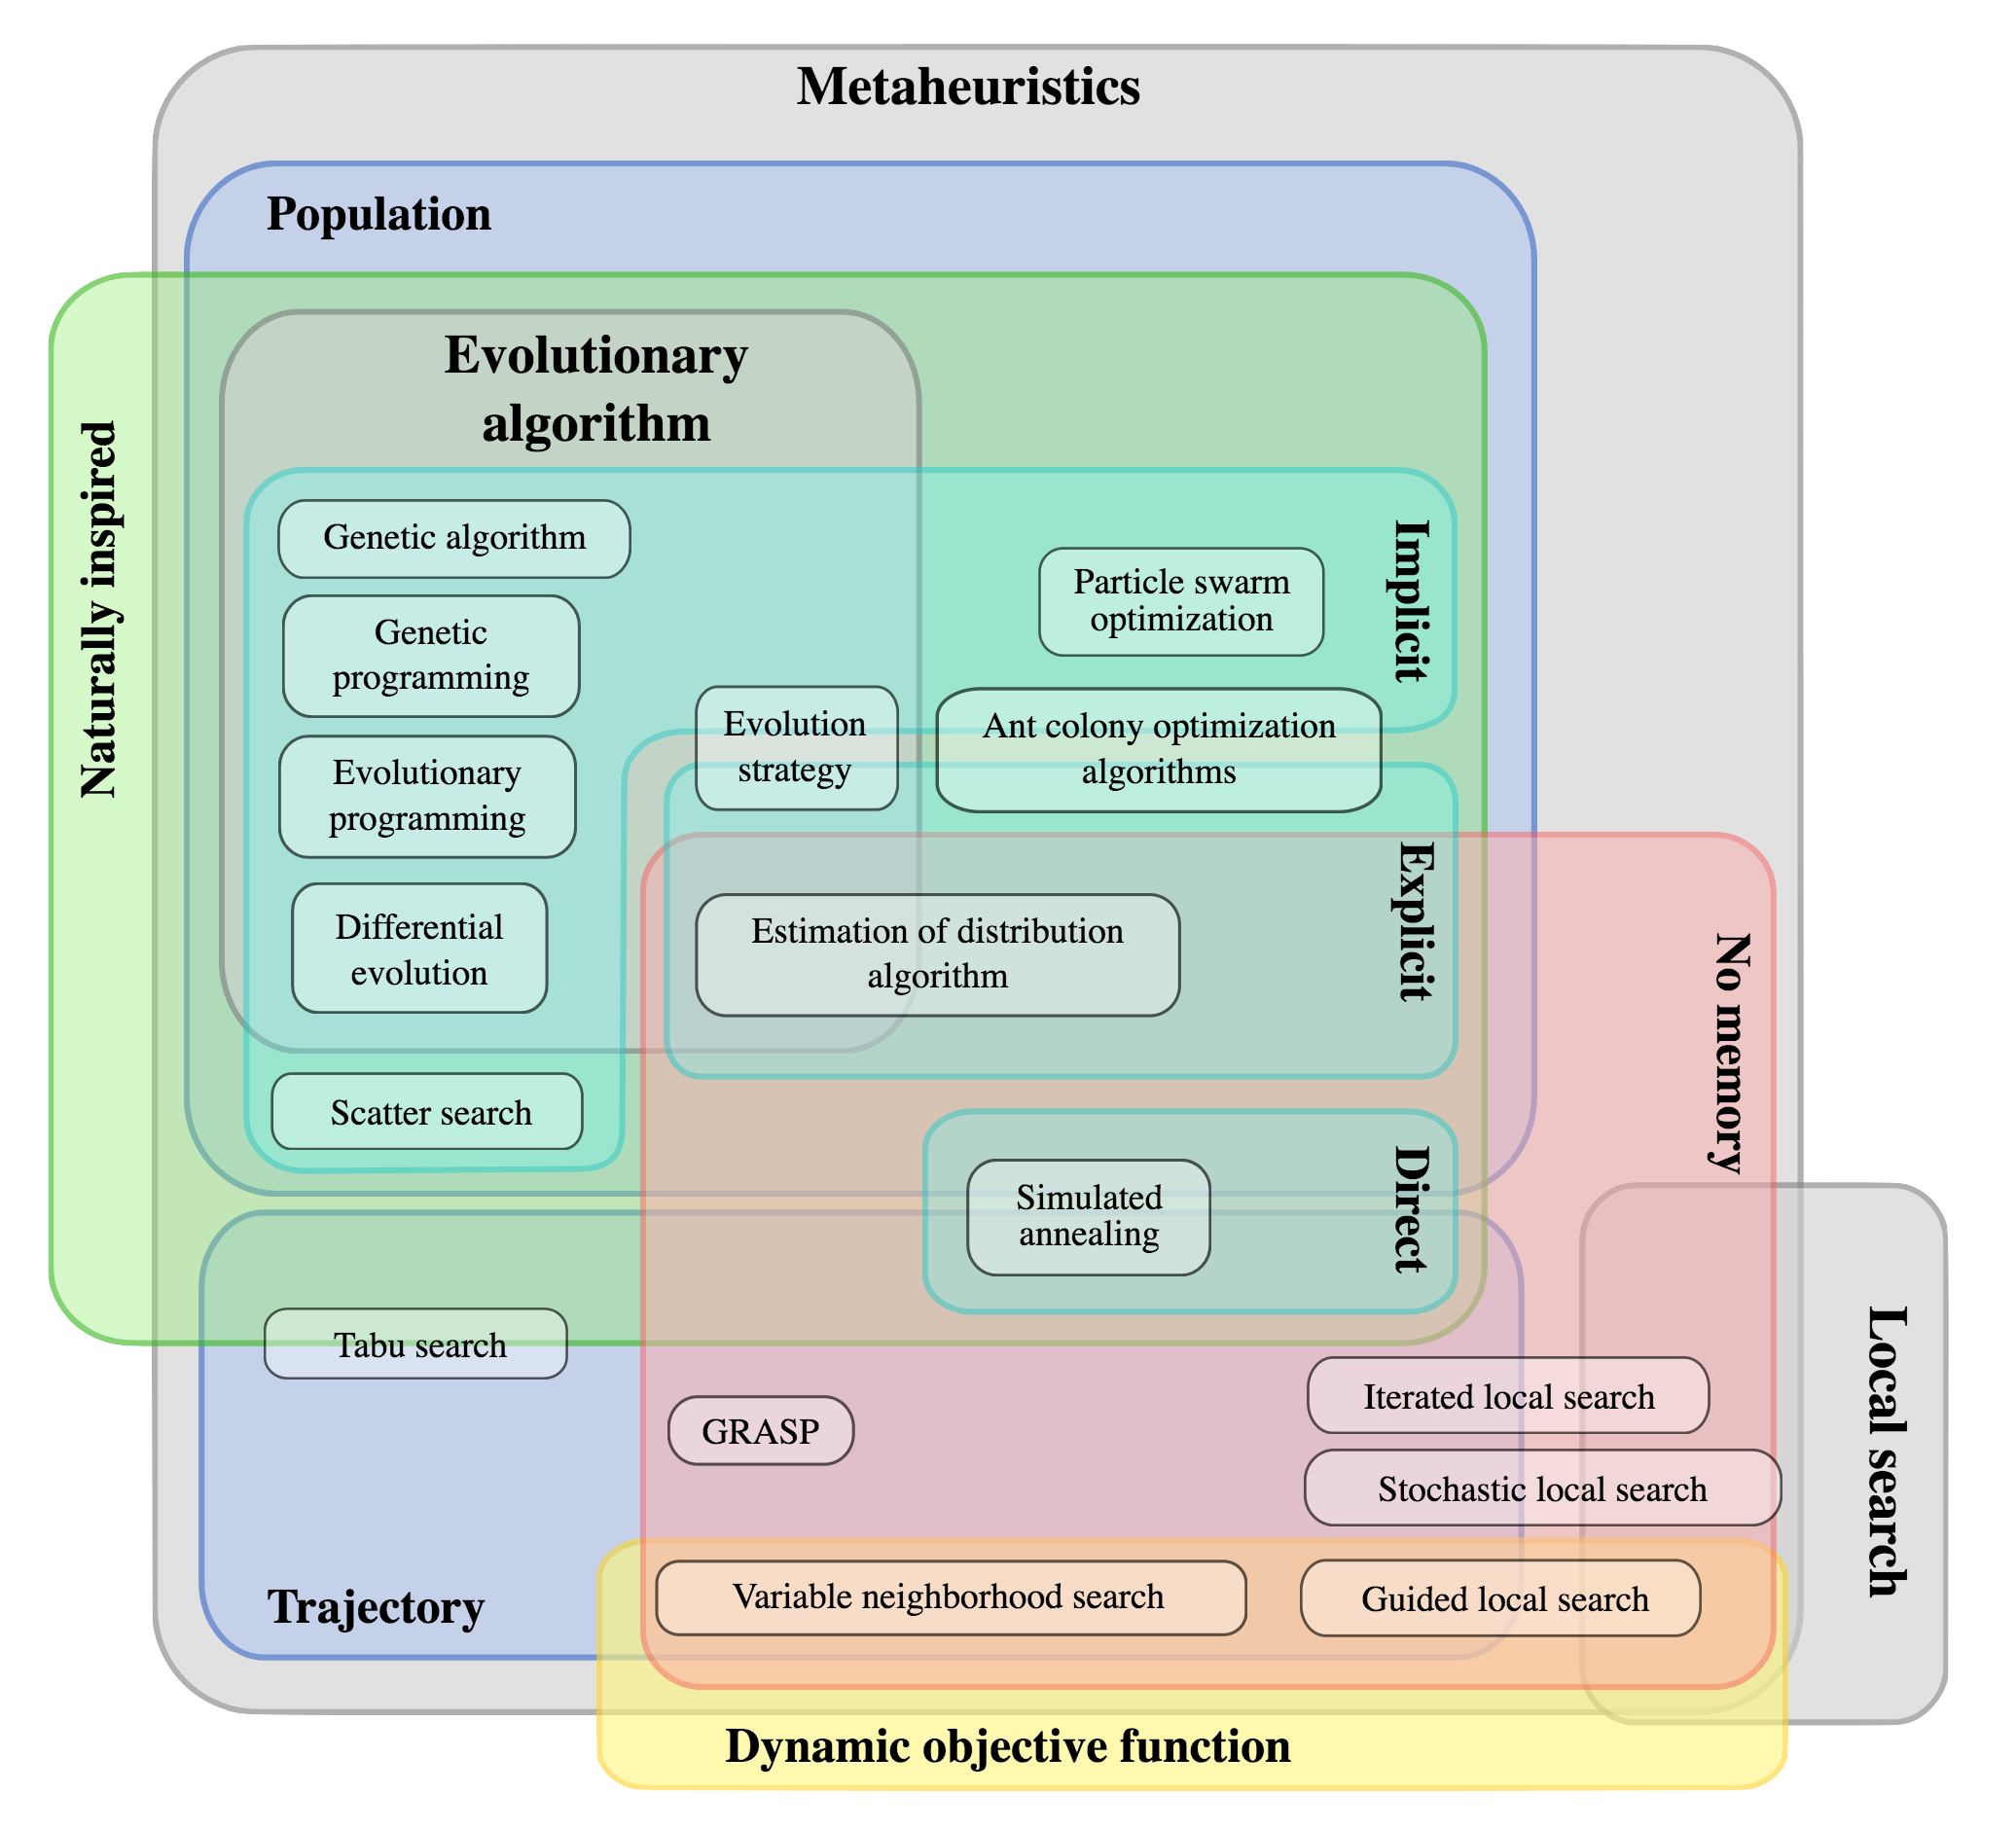 Metaheuristics
Population
Naturally inspired
Evolutionary
algorithm
Implicit
Genetic algorithm
Particle swarm
optimization
Genetic
programming
Evolution
strategy
Ant colony optimization
algorithms
Evolutionary
programming
Explicit
Differential
evolution
Estimation of distribution
algorithm
No memory
Scatter search
Direct
Simulated
annealing
Local search
Tabu search
Iterated local search
GRASP
Stochastic local search
Trajectory
Variable neighborhood search
Guided local search
Dynamic objective function